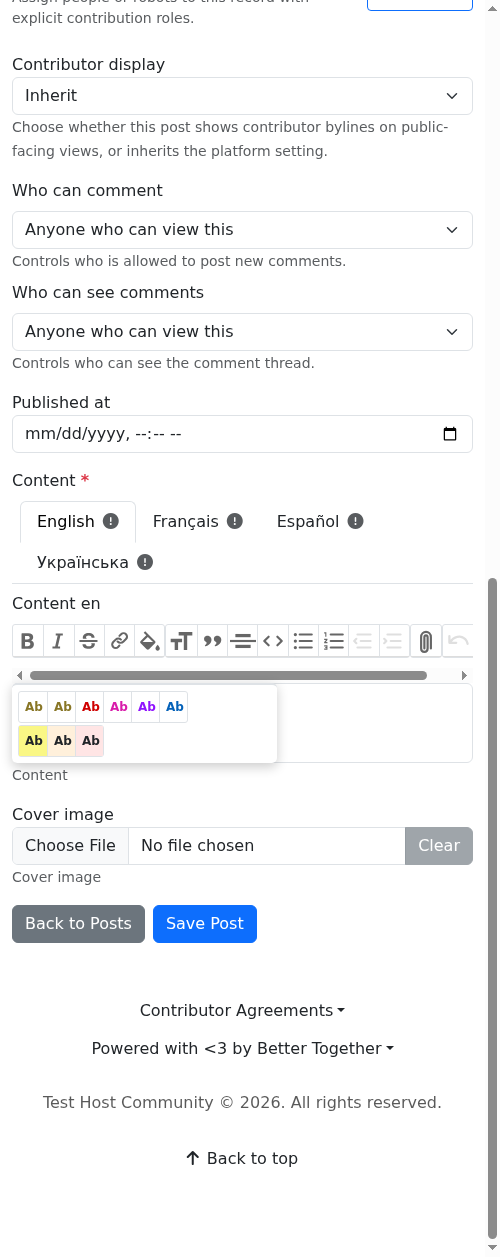 Assign people or robots to this record with
explicit contribution roles.
Contributor display
Inherit
Choose whether this post shows contributor bylines on public-
facing views, or inherits the platform setting.
Who can comment
Anyone who can view this
Controls who is allowed to post new comments.
Who can see comments
Anyone who can view this
Controls who can see the comment thread.
Published at
mm/dd/yyyy, --:-- --
Content *
English
Français
Español
Українська
Content en
Ab Ab Ab Ab Ab Ab
Ab Ab Ab
Content
Cover image
Choose File No file chosen Clear
Cover image
Back to Posts Save Post
Contributor Agreements
Powered with <3 by Better Together
Test Host Community © 2026. All rights reserved.
Back to top